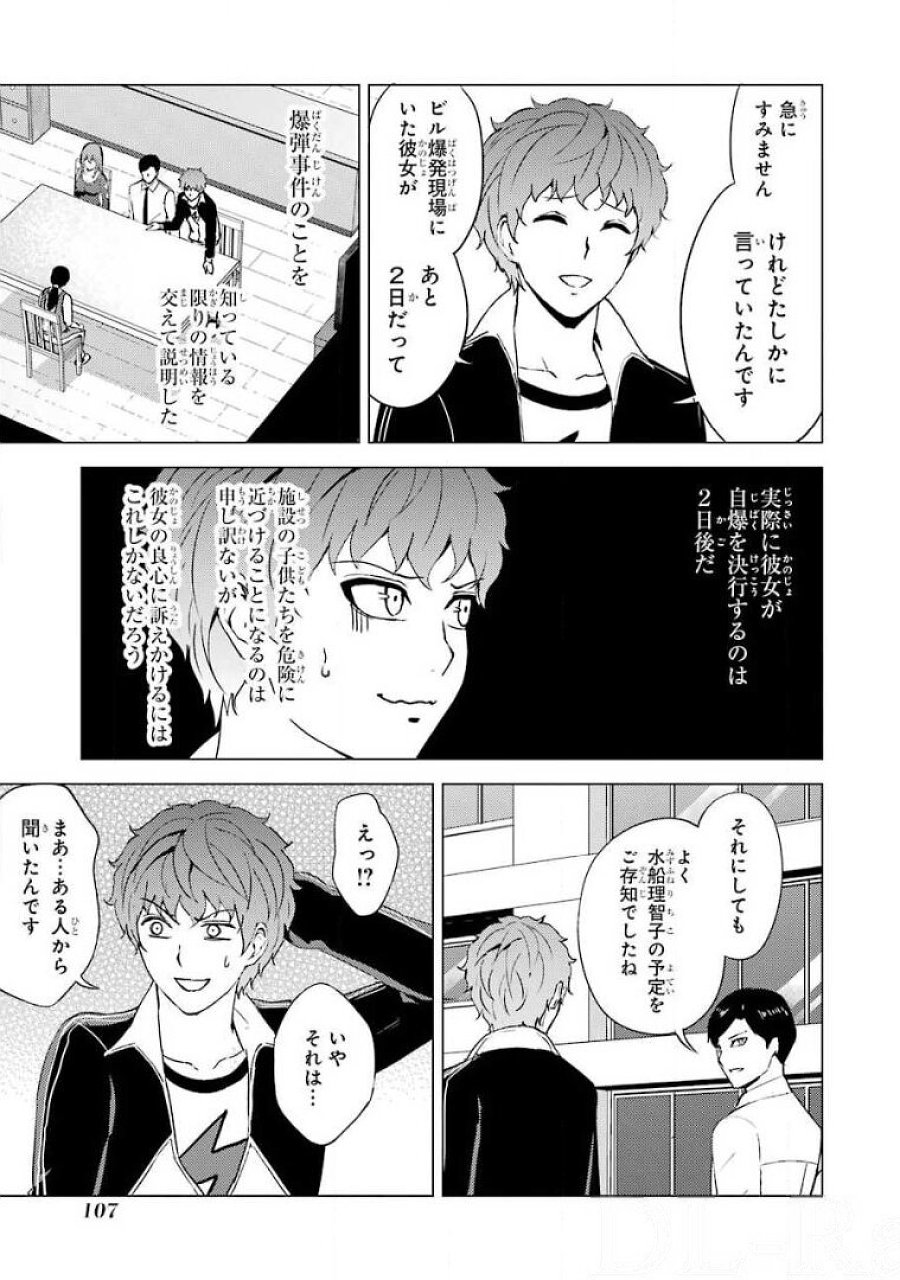 急に
すみません
けれどたしかに
言っていたんです
ビル爆発現場に
いた彼女が
あと
2日だって
爆弾事件のことを
知っている
限りの情報を
交えて説明した
実際に彼女が
自爆を決行するのは
2日後だ
施設の子供たちを危険に
近づけることになるのは
申し訳ないが
彼女の良心に訴えかけるには
これしかないだろう
それにしても
よく
水船理智子の予定を
ご存知でしたね
えっ!?
いや
それは…
まあ…ある人から
聞いたんです
107